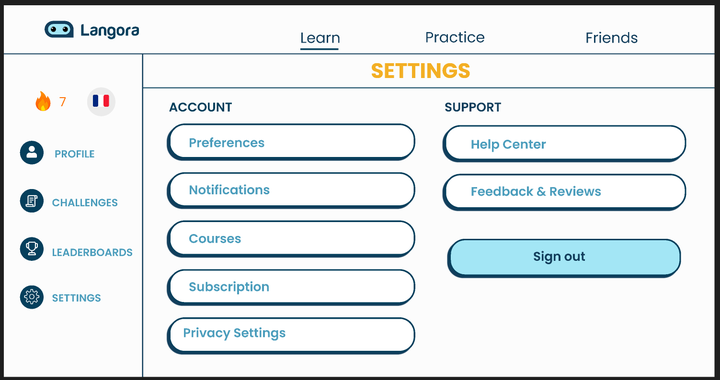 Langora
Learn
Practice
Friends
7
PROFILE
CHALLENGES
LEADERBOARDS
SETTINGS
SETTINGS
ACCOUNT
Preferences
Notifications
Courses
Subscription
Privacy Settings
SUPPORT
Help Center
Feedback & Reviews
Sign out